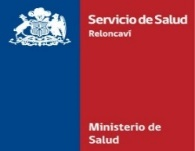 Servicio de Salud
Reloncaví
Ministerio de
Salud